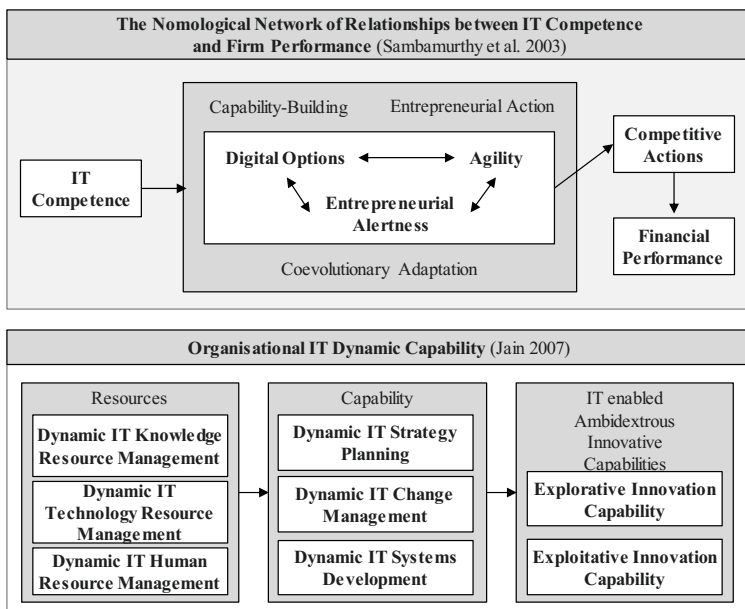 The Nomological Network of Relationships between IT Competence
and Firm Performance (Sambamurthy et al. 2003)
Capability-Building
Entrepreneurial Action
Digital Options
Agility
Entrepreneurial
Alertness
Coevolutionary Adaptation
IT
Competence
Competitive
Actions
Financial
Performance
Organisational IT Dynamic Capability (Jain 2007)
Resources
Dynamic IT Knowledge
Resource Management
Dynamic IT
Technology Resource
Management
Dynamic IT Human
Resource Management
Capability
Dynamic IT Strategy
Planning
Dynamic IT Change
Management
Dynamic IT Systems
Development
IT enabled
Ambidextrous
Innovative
Capabilities
Explorative Innovation
Capability
Exploitative Innovation
Capability